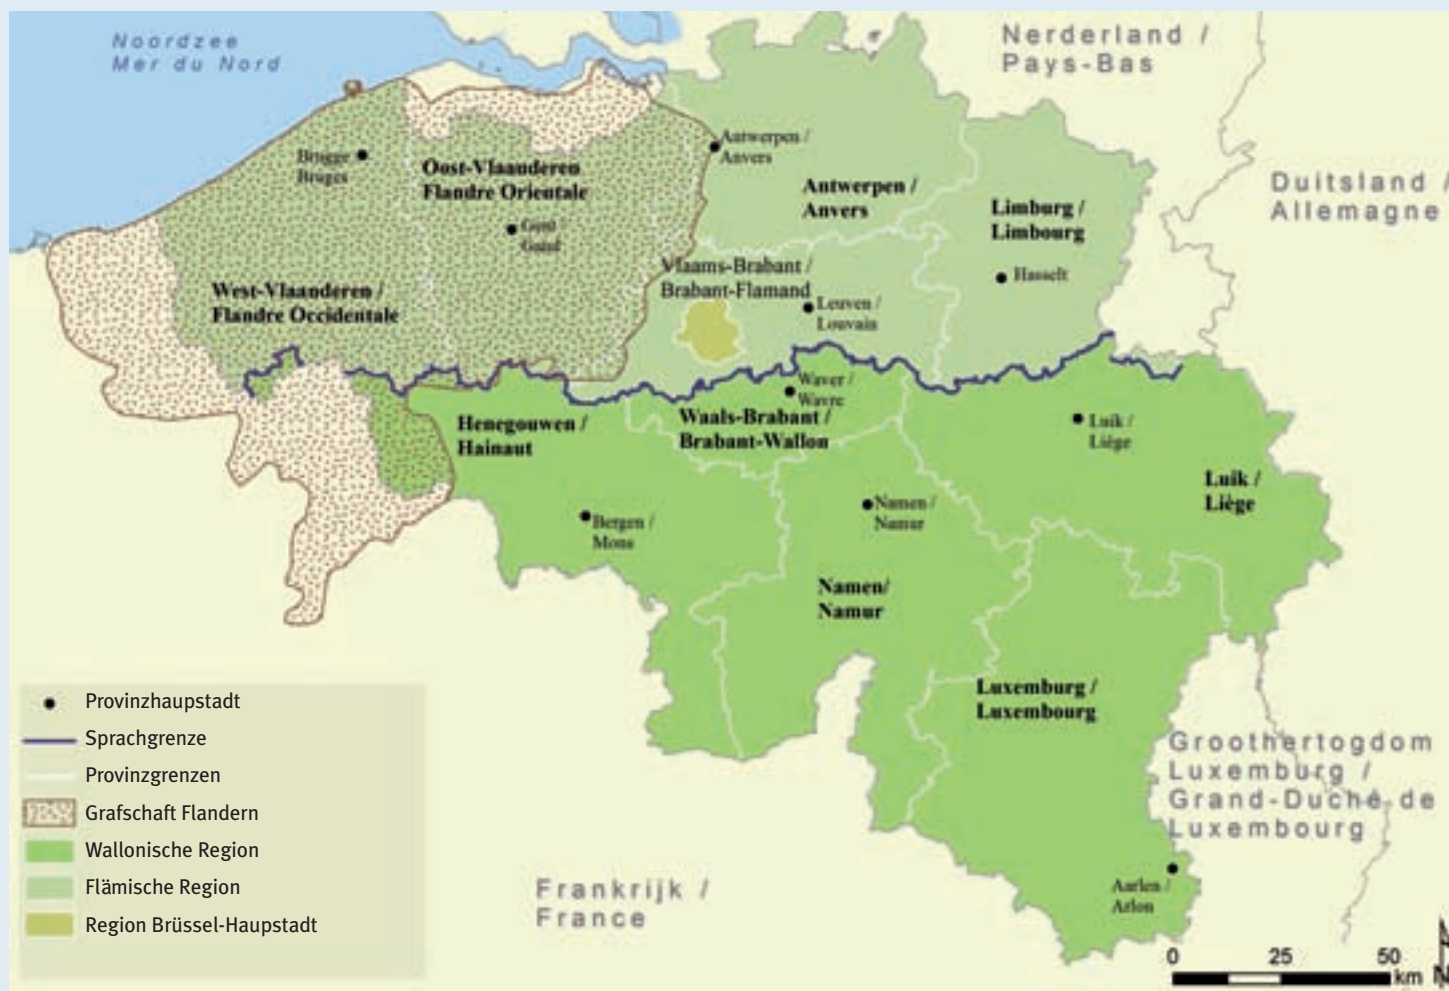 Noordzee
Mer du Nord
Nerderland /
Pays-Bas
Duitsland /
Allemagne
Brugge
Bruges
Oost-Vlaanderen
Flandre Orientale
Gent /
Gand
Antwerpen /
Anvers
Antwerpen /
Anvers
Limburg /
Limbourg
Hasselt
West-Vlaanderen /
Flandre Occidentale
Vlaams-Brabant /
Brabant-Flamand
Leuven /
Louvain
Waver /
Wavre
Henegouwen /
Hainaut
Waals-Brabant /
Brabant-Wallon
Luik /
Liège
Luik /
Liège
Bergen /
Mons
Namen /
Namur
Namen/
Namur
Luxemburg /
Luxembourg
Groothertogdom
Luxemburg /
Grand-Duché de
Luxembourg
Aarlen /
Arlon
Frankrijk /
France
Provinzhaupstadt
Sprachgrenze
Provinzgrenzen
Grafschaft Flandern
Wallonische Region
Flämische Region
Region Brüssel-Haupstadt
0 25 50
km
N